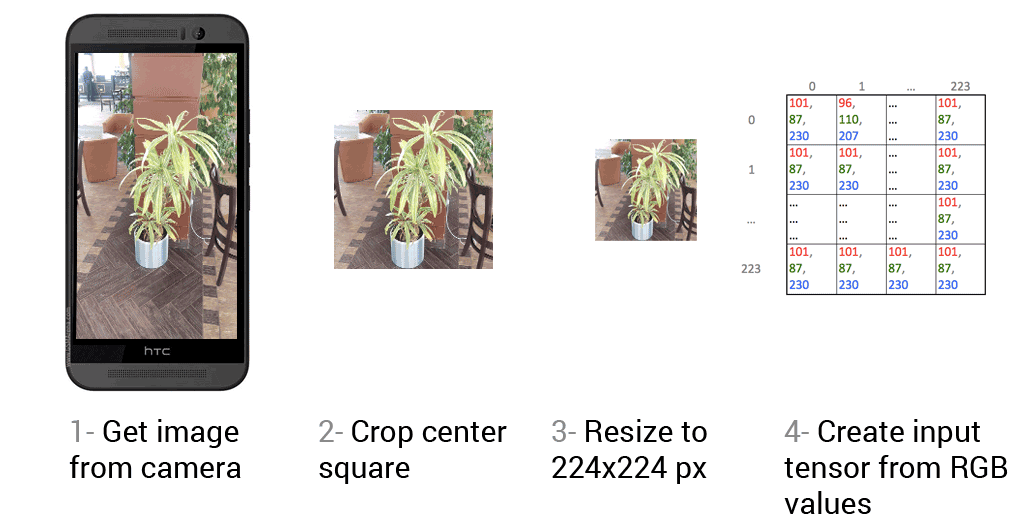 hTC
0 1 ... 223
0
101, 96, ... 101,
87, 110, ... 87,
230 207 ... 230
1
101, 101, ... 101,
87, 87, ... 87,
230 230 ... 230
...
... ... ... 101,
... ... ... 87,
... ... ... 230
223
101, 101, 101, 101,
87, 87, 87, 87,
230 230 230 230
1- Get image
from camera
2- Crop center
square
3- Resize to
224x224 px
4- Create input
tensor from RGB
values